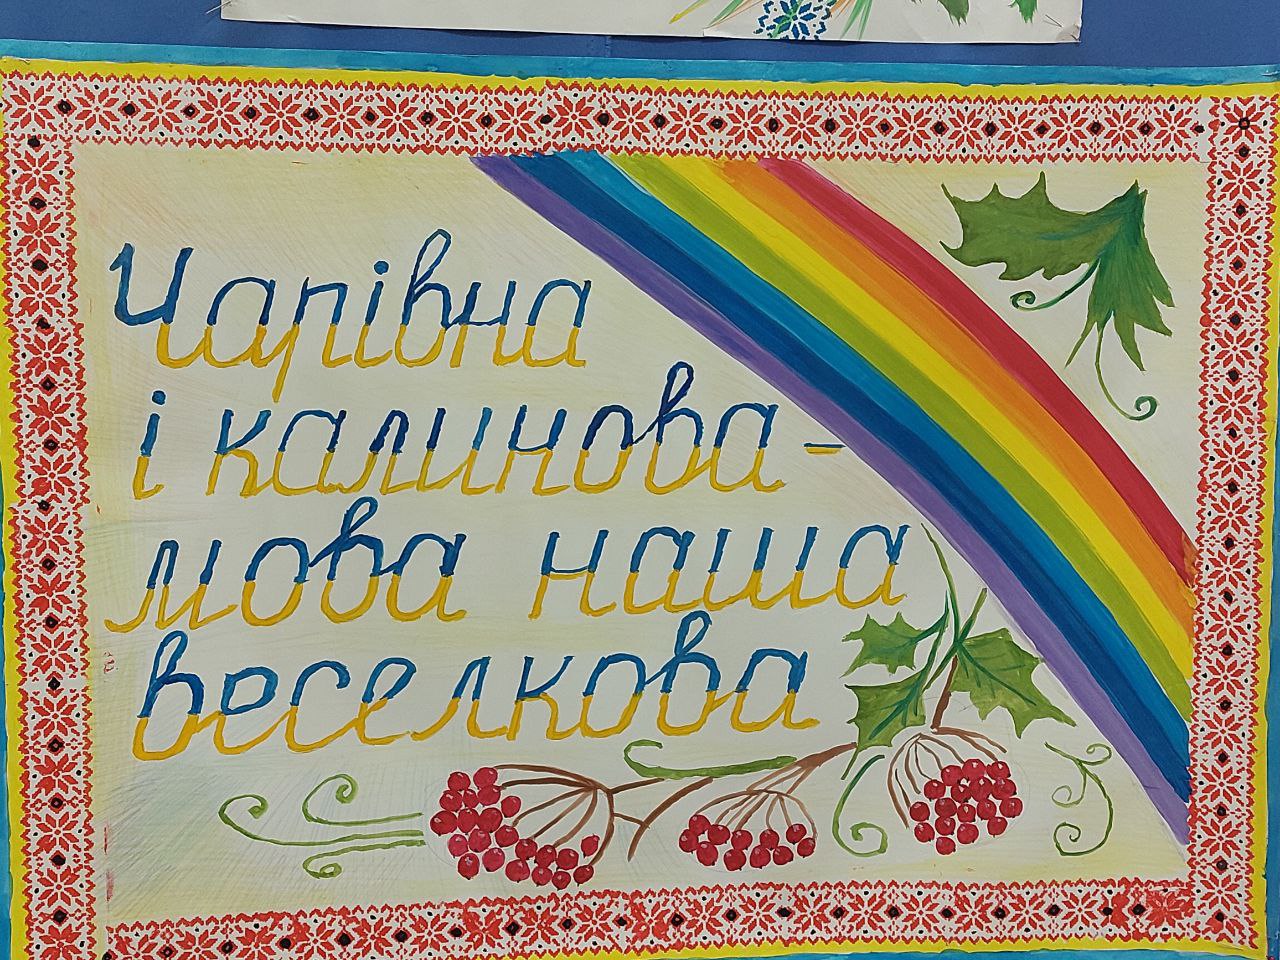 Чарівна
і калинова -
мова наша
веселкова